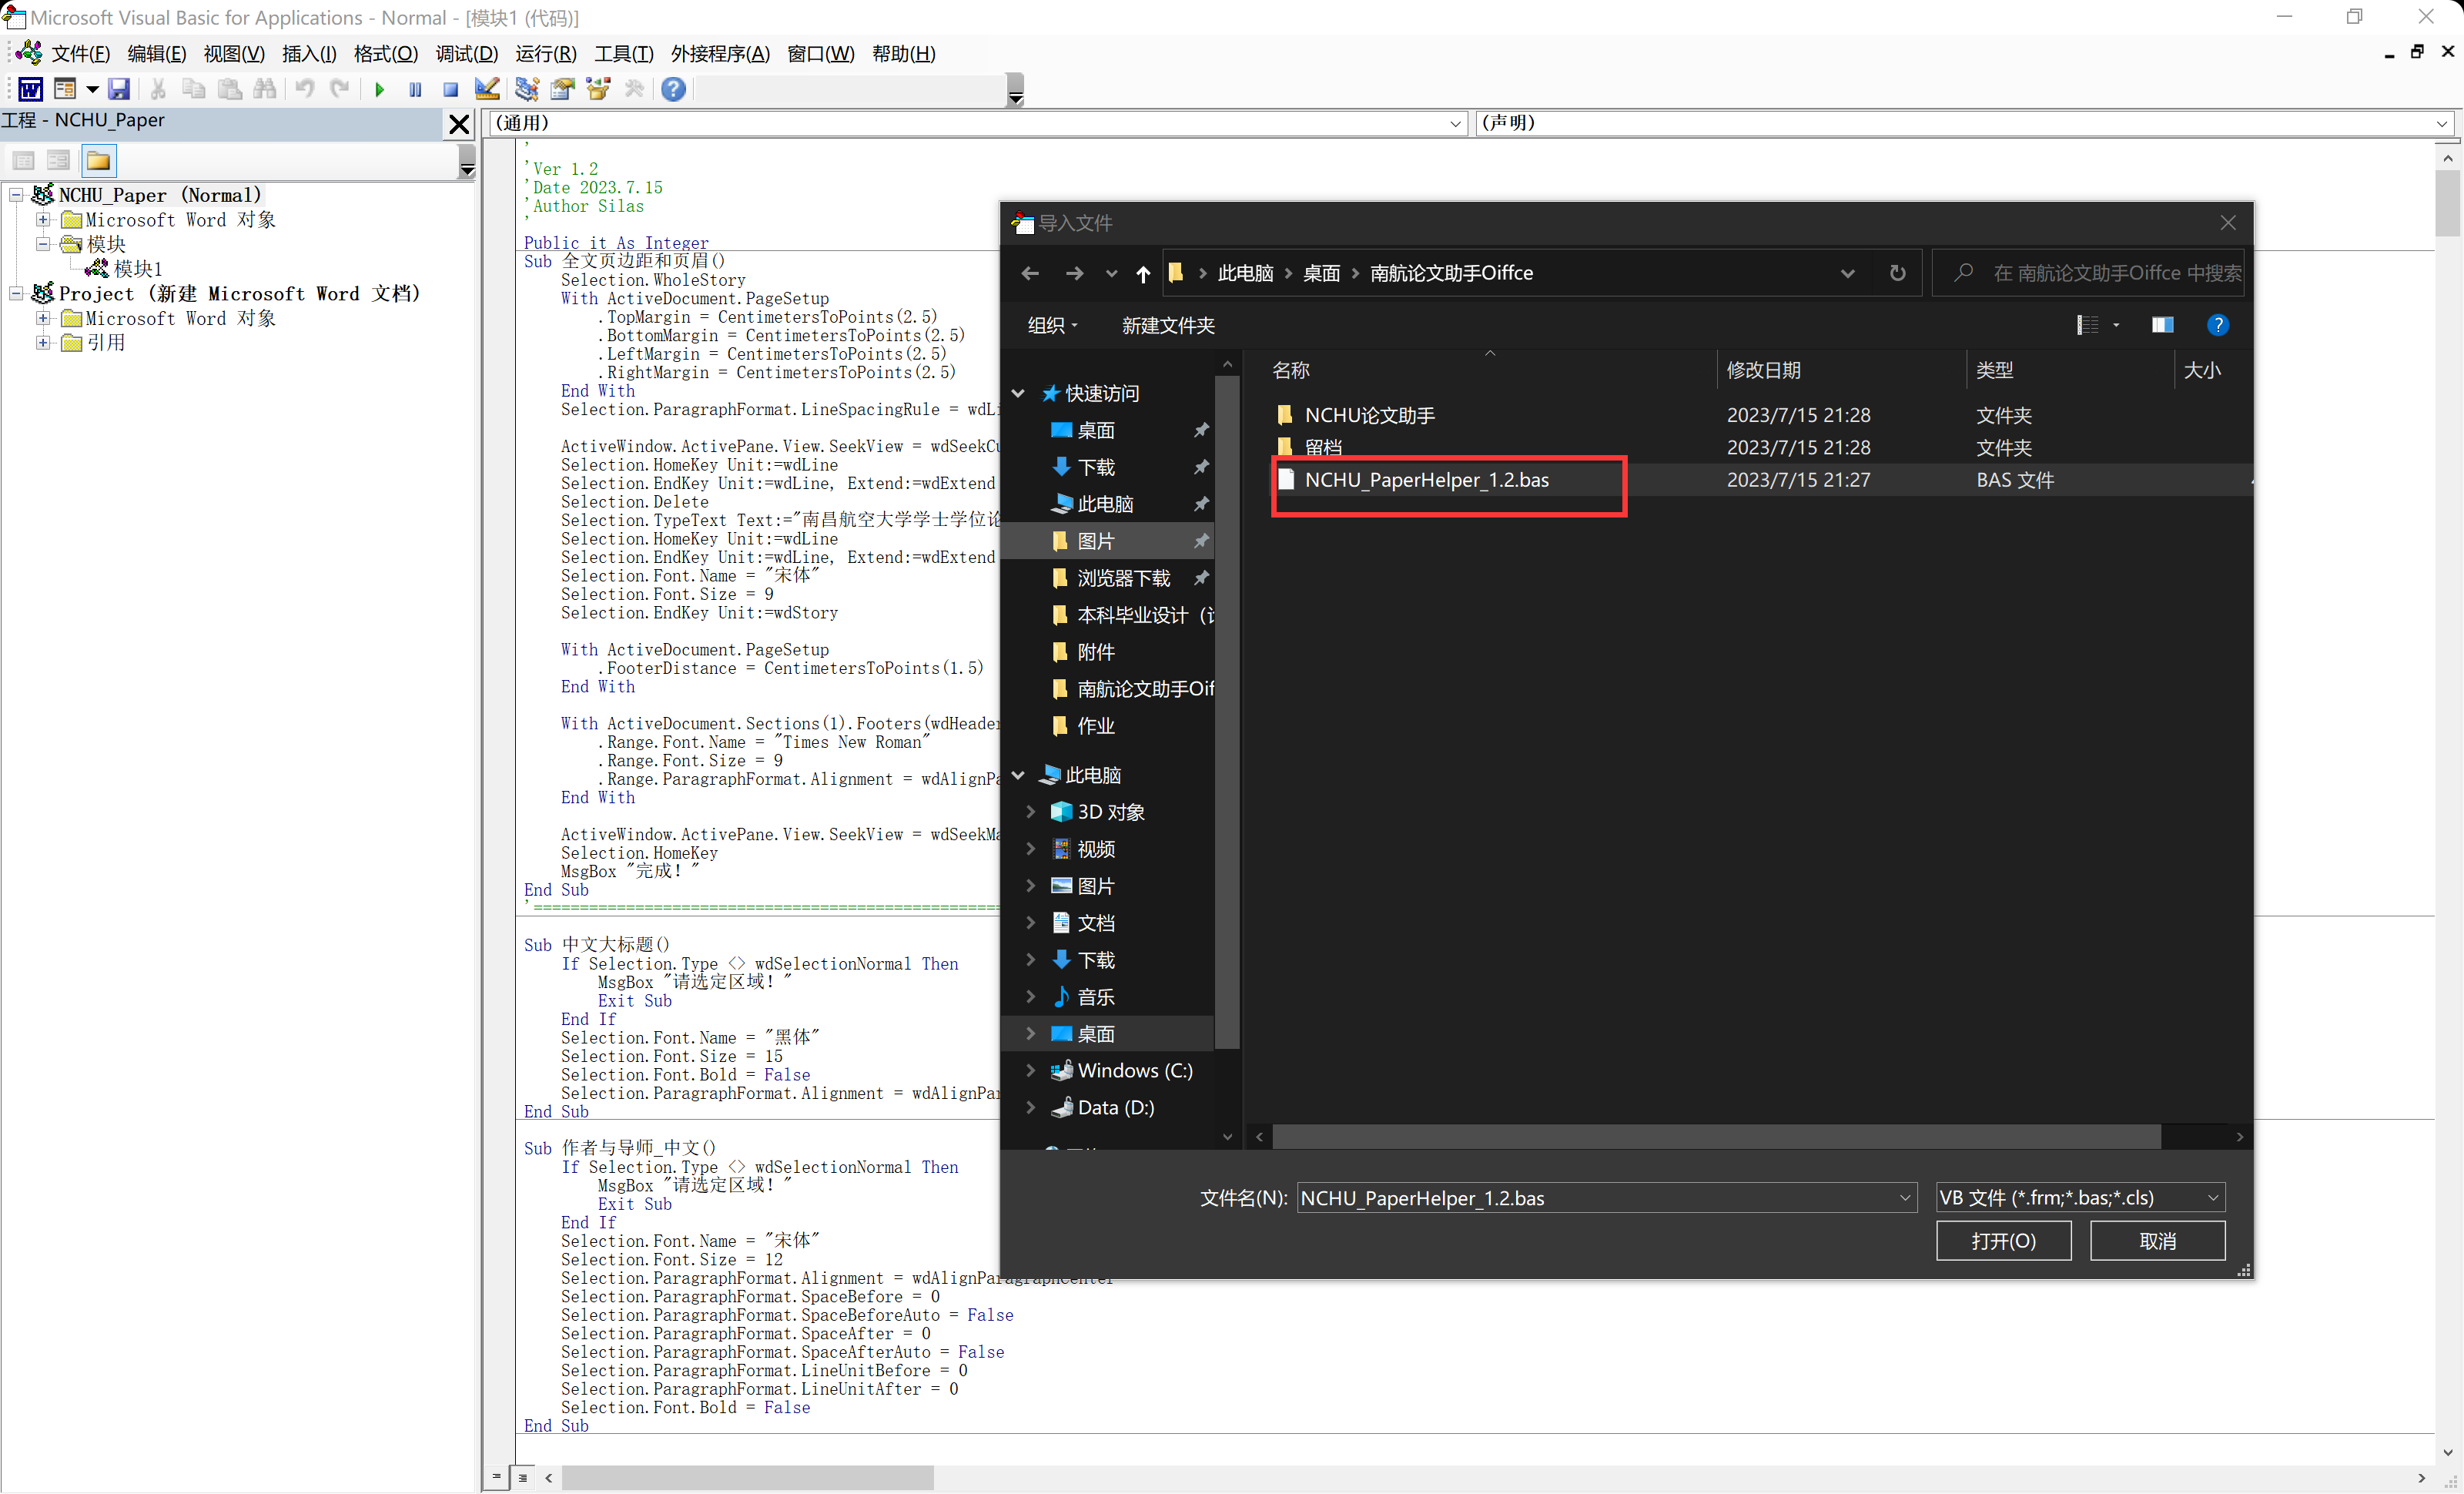 Microsoft Visual Basic for Applications - Normal - [模块1 (代码)]
文件(F) 编辑(E) 视图(V) 插入(I) 格式(O) 调试(D) 运行(R) 工具(T) 外接程序(A) 窗口(W) 帮助(H)
工程 - NCHU_Paper
NCHU_Paper (Normal)
Microsoft Word 对象
模块
模块1
Project (新建 Microsoft Word 文档)
Microsoft Word 对象
引用
(通用)
(声明)
'
'Ver 1.2
'Date 2023.7.15
'Author Silas
'
Public it As Integer
Sub 全文页边距和页眉()
Selection.WholeStory
With ActiveDocument.PageSetup
.TopMargin = CentimetersToPoints(2.5)
.BottomMargin = CentimetersToPoints(2.5)
.LeftMargin = CentimetersToPoints(2.5)
.RightMargin = CentimetersToPoints(2.5)
End With
Selection.ParagraphFormat.LineSpacingRule = wdLi
ActiveWindow.ActivePane.View.SeekView = wdSeekCu
Selection.HomeKey Unit:=wdLine
Selection.EndKey Unit:=wdLine, Extend:=wdExtend
Selection.Delete
Selection.TypeText Text:="南昌航空大学学士学位论
Selection.HomeKey Unit:=wdLine
Selection.EndKey Unit:=wdLine, Extend:=wdExtend
Selection.Font.Name = "宋体"
Selection.Font.Size = 9
Selection.EndKey Unit:=wdStory
With ActiveDocument.PageSetup
.FooterDistance = CentimetersToPoints(1.5)
End With
With ActiveDocument.Sections(1).Footers(wdHeader
.Range.Font.Name = "Times New Roman"
.Range.Font.Size = 9
.Range.ParagraphFormat.Alignment = wdAlignPa
End With
ActiveWindow.ActivePane.View.SeekView = wdSeekMa
Selection.HomeKey
MsgBox "完成！"
End Sub
'==================================================
Sub 中文大标题()
If Selection.Type <> wdSelectionNormal Then
MsgBox "请选定区域！"
Exit Sub
End If
Selection.Font.Name = "黑体"
Selection.Font.Size = 15
Selection.Font.Bold = False
Selection.ParagraphFormat.Alignment = wdAlignPar
End Sub
Sub 作者与导师_中文()
If Selection.Type <> wdSelectionNormal Then
MsgBox "请选定区域！"
Exit Sub
End If
Selection.Font.Name = "宋体"
Selection.Font.Size = 12
Selection.ParagraphFormat.Alignment = wdAlignParagraphCenter
Selection.ParagraphFormat.SpaceBefore = 0
Selection.ParagraphFormat.SpaceBeforeAuto = False
Selection.ParagraphFormat.SpaceAfter = 0
Selection.ParagraphFormat.SpaceAfterAuto = False
Selection.ParagraphFormat.LineUnitBefore = 0
Selection.ParagraphFormat.LineUnitAfter = 0
Selection.Font.Bold = False
End Sub
导入文件
此电脑 > 桌面 > 南航论文助手Oiffce
在 南航论文助手Oiffce 中搜索
组织 新建文件夹
快速访问
桌面
下载
此电脑
图片
浏览器下载
本科毕业设计（
附件
南航论文助手Oif
作业
此电脑
3D 对象
视频
图片
文档
下载
音乐
桌面
Windows (C:)
Data (D:)
名称 修改日期 类型 大小
NCHU论文助手 2023/7/15 21:28 文件夹
留档 2023/7/15 21:28 文件夹
NCHU_PaperHelper_1.2.bas 2023/7/15 21:27 BAS 文件
文件名(N): NCHU_PaperHelper_1.2.bas VB 文件 (*.frm;*.bas;*.cls)
打开(O) 取消